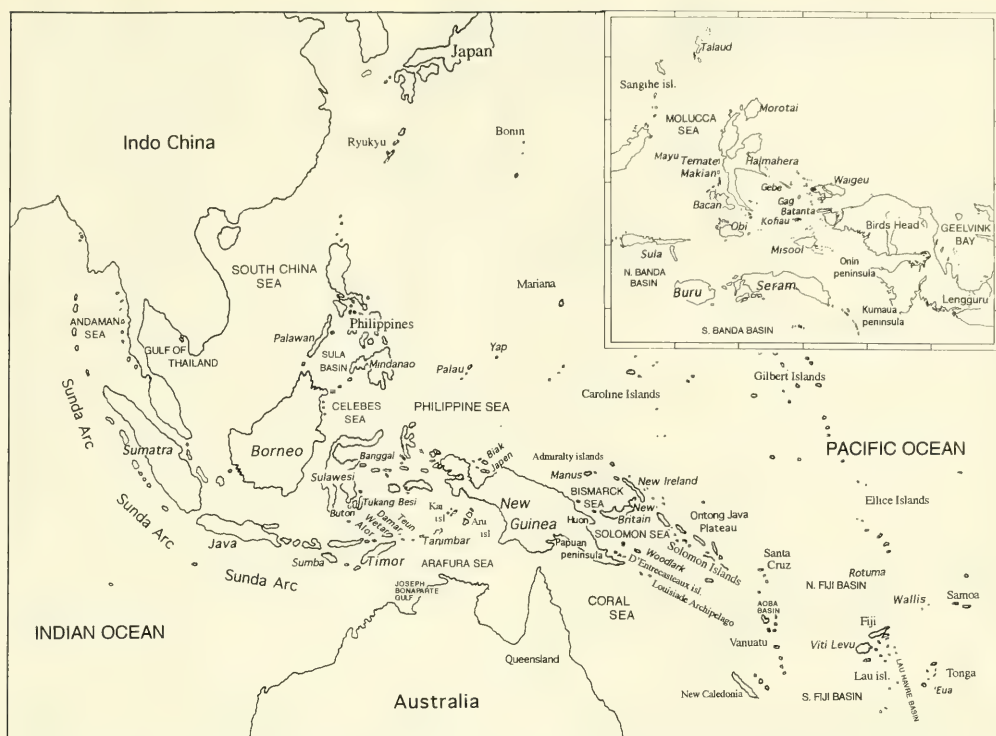 Japan
Indo China
Ryukyu
Bonin
SOUTH CHINA
SEA
Mariana
ANDAMAN
SEA
GULF OF
THAILAND
Palawan
Philippines
SULA
BASIN
Mindanao
Yap
Palau
Caroline Islands
Gilbert Islands
CELEBES
SEA
PHILIPPINE SEA
PACIFIC OCEAN
Sunda Arc
Sumatra
Borneo
Banggai
Sulawesi
Biak
Japen
Admiralty islands
Manus
BISMARCK
SEA
New Ireland
New
Britain
Ellice Islands
Ontong Java
Plateau
Sunda Arc
Java
Buton
Tukang Besi
Teun
Damar
Wetar
Alor
Kai
isl
Aru
isl
New
Guinea
Huon
Papuan
peninsula
SOLOMON SEA
Solomon Islands
Woodlark
D'Entrecasteaux isl.
Louisiade Archipelago
Santa
Cruz
Rotuma
N. FIJI BASIN
Wallis
Samoa
Sunda Arc
Sumba
Timor
Tanimbar
ARAFURA SEA
JOSEPH
BONAPARTE
GULF
CORAL
SEA
AOBA
BASIN
Vanuatu
Fiji
Viti Levu
Lau isl.
LAU HAVRE BASIN
Tonga
'Eua
INDIAN OCEAN
Queensland
Australia
New Caledonia
S. FIJI BASIN
Talaud
Sangihe isl.
MOLUCCA
SEA
Morotai
Mayu
Ternate
Makian
Halmahera
Gebe
Waigeu
Gag
Batanta
Bacan
Kofiau
Obi
Birds Head
GEELVINK
BAY
Sula
Misool
Onin
peninsula
N. BANDA
BASIN
Buru
Seram
Kumaua
peninsula
Lengguru
S. BANDA BASIN